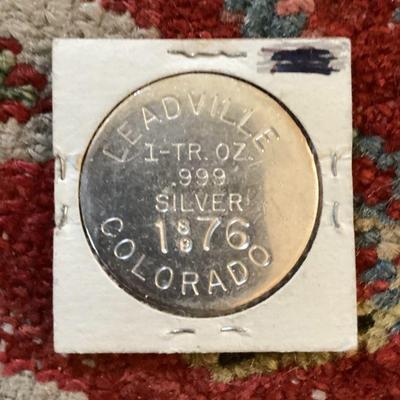 LEADVILLE
1-TR. OZ.
.999
SILVER
1876
COLORADO